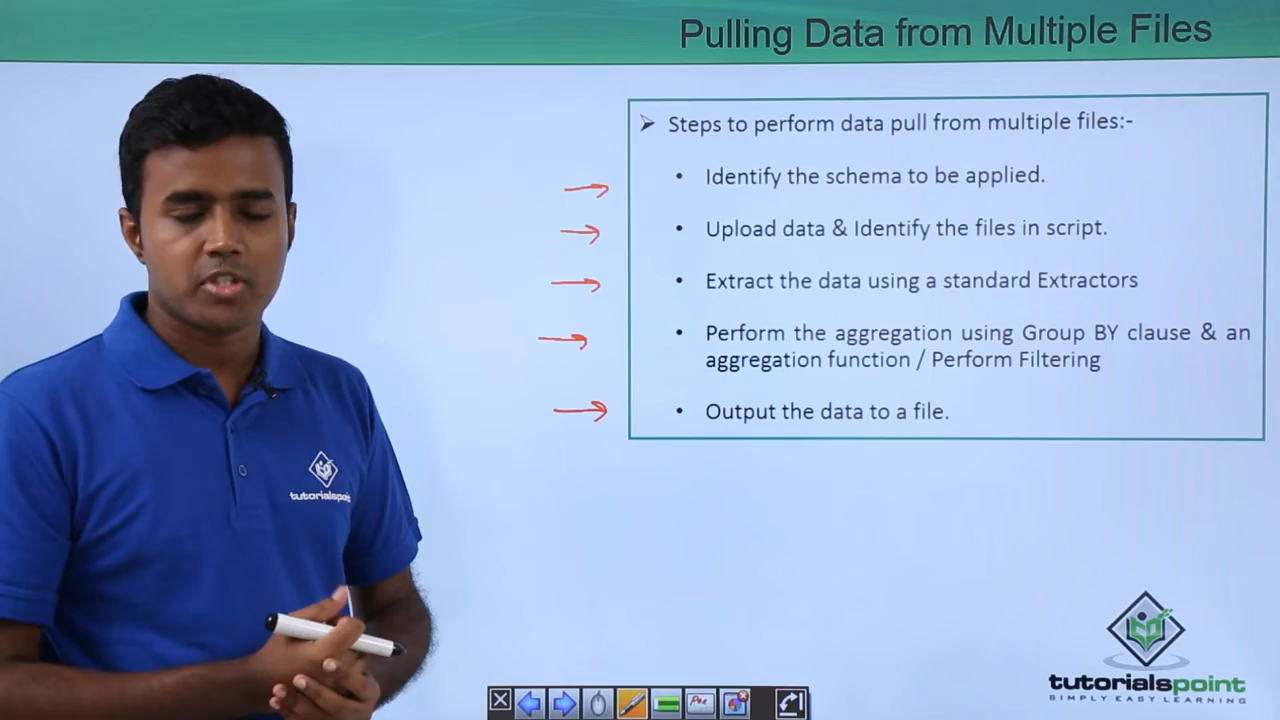 Pulling Data from Multiple Files
➢ Steps to perform data pull from multiple files:-
• Identify the schema to be applied.
• Upload data & Identify the files in script.
• Extract the data using a standard Extractors
• Perform the aggregation using Group BY clause & an
aggregation function / Perform Filtering
• Output the data to a file.
tutorialspoint
tutorialspoint
SIMPLY EASY LEARNING